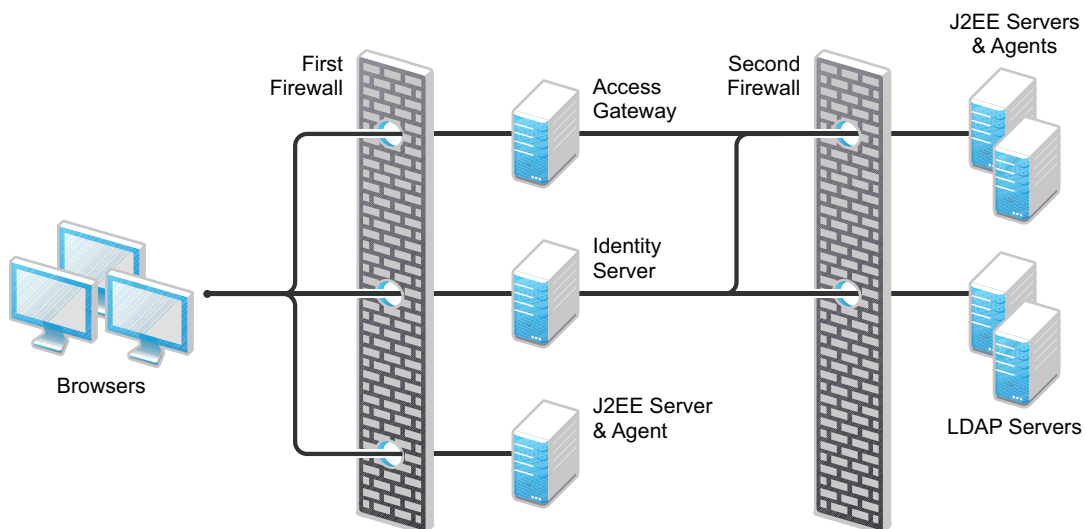 J2EE Servers
& Agents
First
Firewall
Access
Gateway
Second
Firewall
Identity
Server
Browsers
J2EE Server
& Agent
LDAP Servers